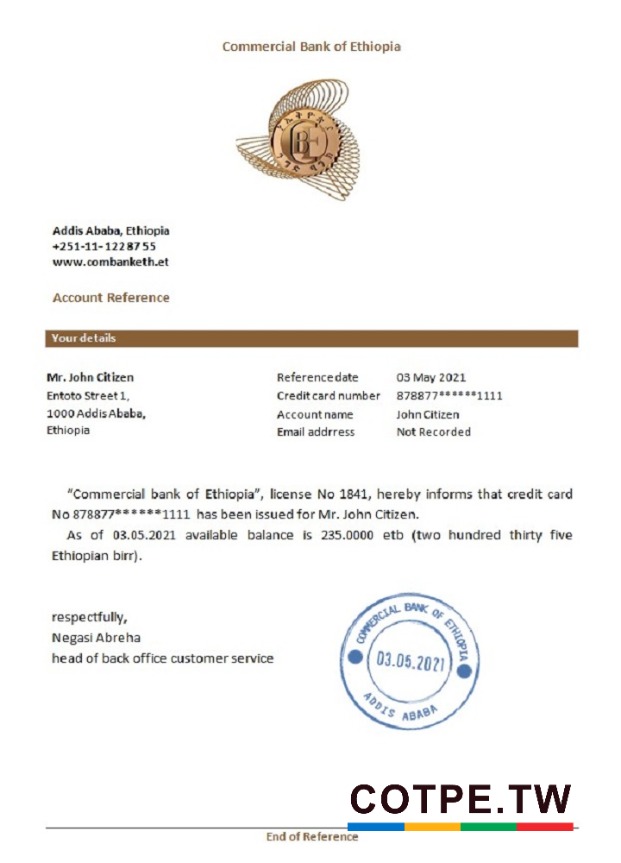 Commercial Bank of Ethiopia
CBE
Addis Ababa, Ethiopia
+251-11-1228755
www.combanketh.et
Account Reference
Your details
Mr. John Citizen
Entoto Street 1,
1000 Addis Ababa,
Ethiopia
Reference date 03 May 2021
Credit card number 878877******1111
Account name John Citizen
Email addrress Not Recorded
"Commercial bank of Ethiopia", license No 1841, hereby informs that credit card
No 878877******1111 has been issued for Mr. John Citizen.
As of 03.05.2021 available balance is 235.0000 etb (two hundred thirty five
Ethiopian birr).
respectfully,
Negasi Abreha
head of back office customer service
COMMERCIAL BANK OF ETHIOPIA
03.05.2021
ADDIS ABABA
COTPE.TW
End of Reference